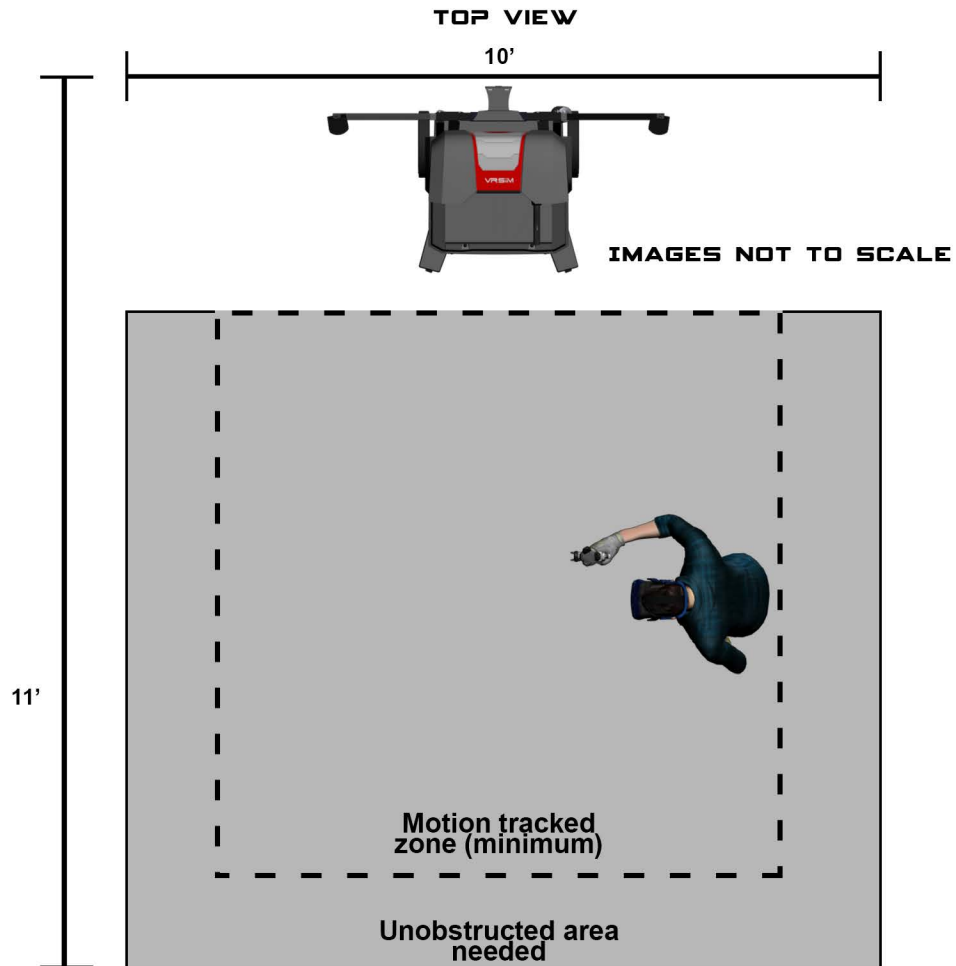 TOP VIEW
10’
VRSIM
IMAGES NOT TO SCALE
11’
Motion tracked
zone (minimum)
Unobstructed area
needed